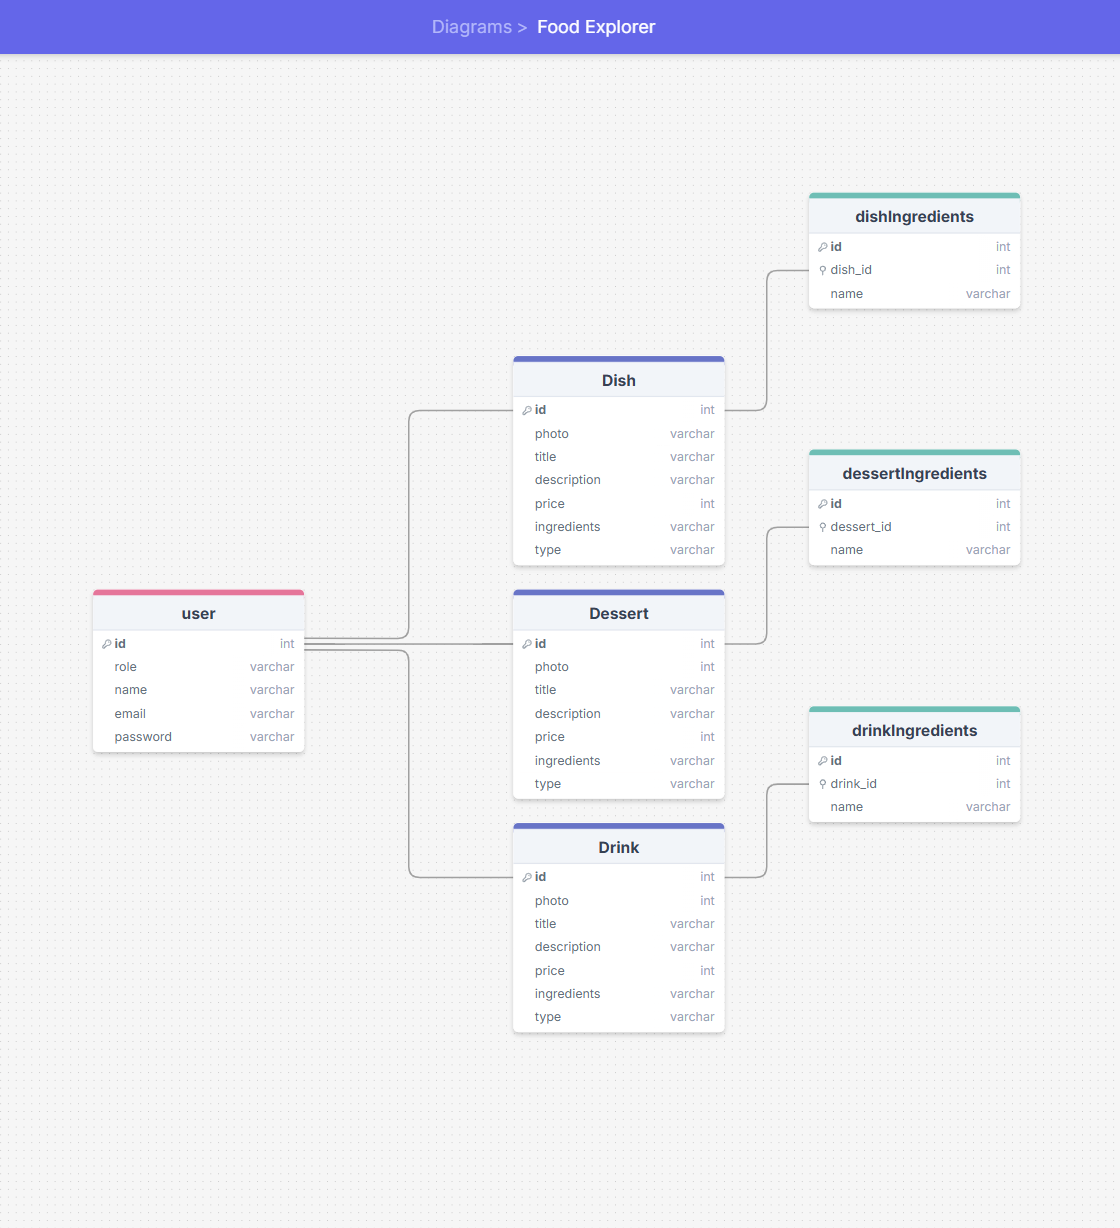 Diagrams > Food Explorer
dishIngredients
id int
dish_id int
name varchar
Dish
id int
photo varchar
title varchar
description varchar
price int
ingredients varchar
type varchar
dessertIngredients
id int
dessert_id int
name varchar
user
id int
role varchar
name varchar
email varchar
password varchar
Dessert
id int
photo int
title varchar
description varchar
price int
ingredients varchar
type varchar
drinkIngredients
id int
drink_id int
name varchar
Drink
id int
photo int
title varchar
description varchar
price int
ingredients varchar
type varchar